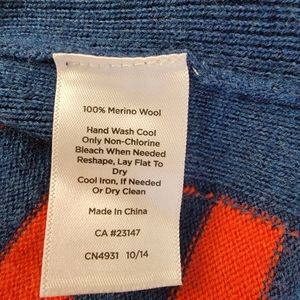 100% Merino Wool
Hand Wash Cool
Only Non-Chlorine
Bleach When Needed
Reshape, Lay Flat To
Dry
Cool Iron, if Needed
Or Dry Clean
Made In China
CA #23147
CN4931 10/14